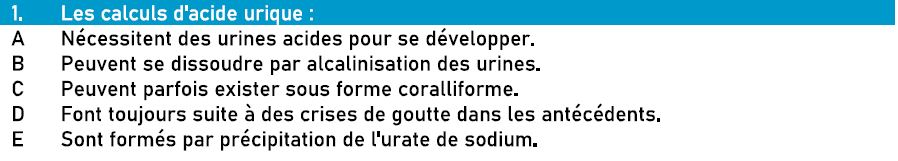 1. Les calculs d'acide urique :
A Nécessitent des urines acides pour se développer.
B Peuvent se dissoudre par alcalinisation des urines.
C Peuvent parfois exister sous forme coralliforme.
D Font toujours suite à des crises de goutte dans les antécédents.
E Sont formés par précipitation de l'urate de sodium.